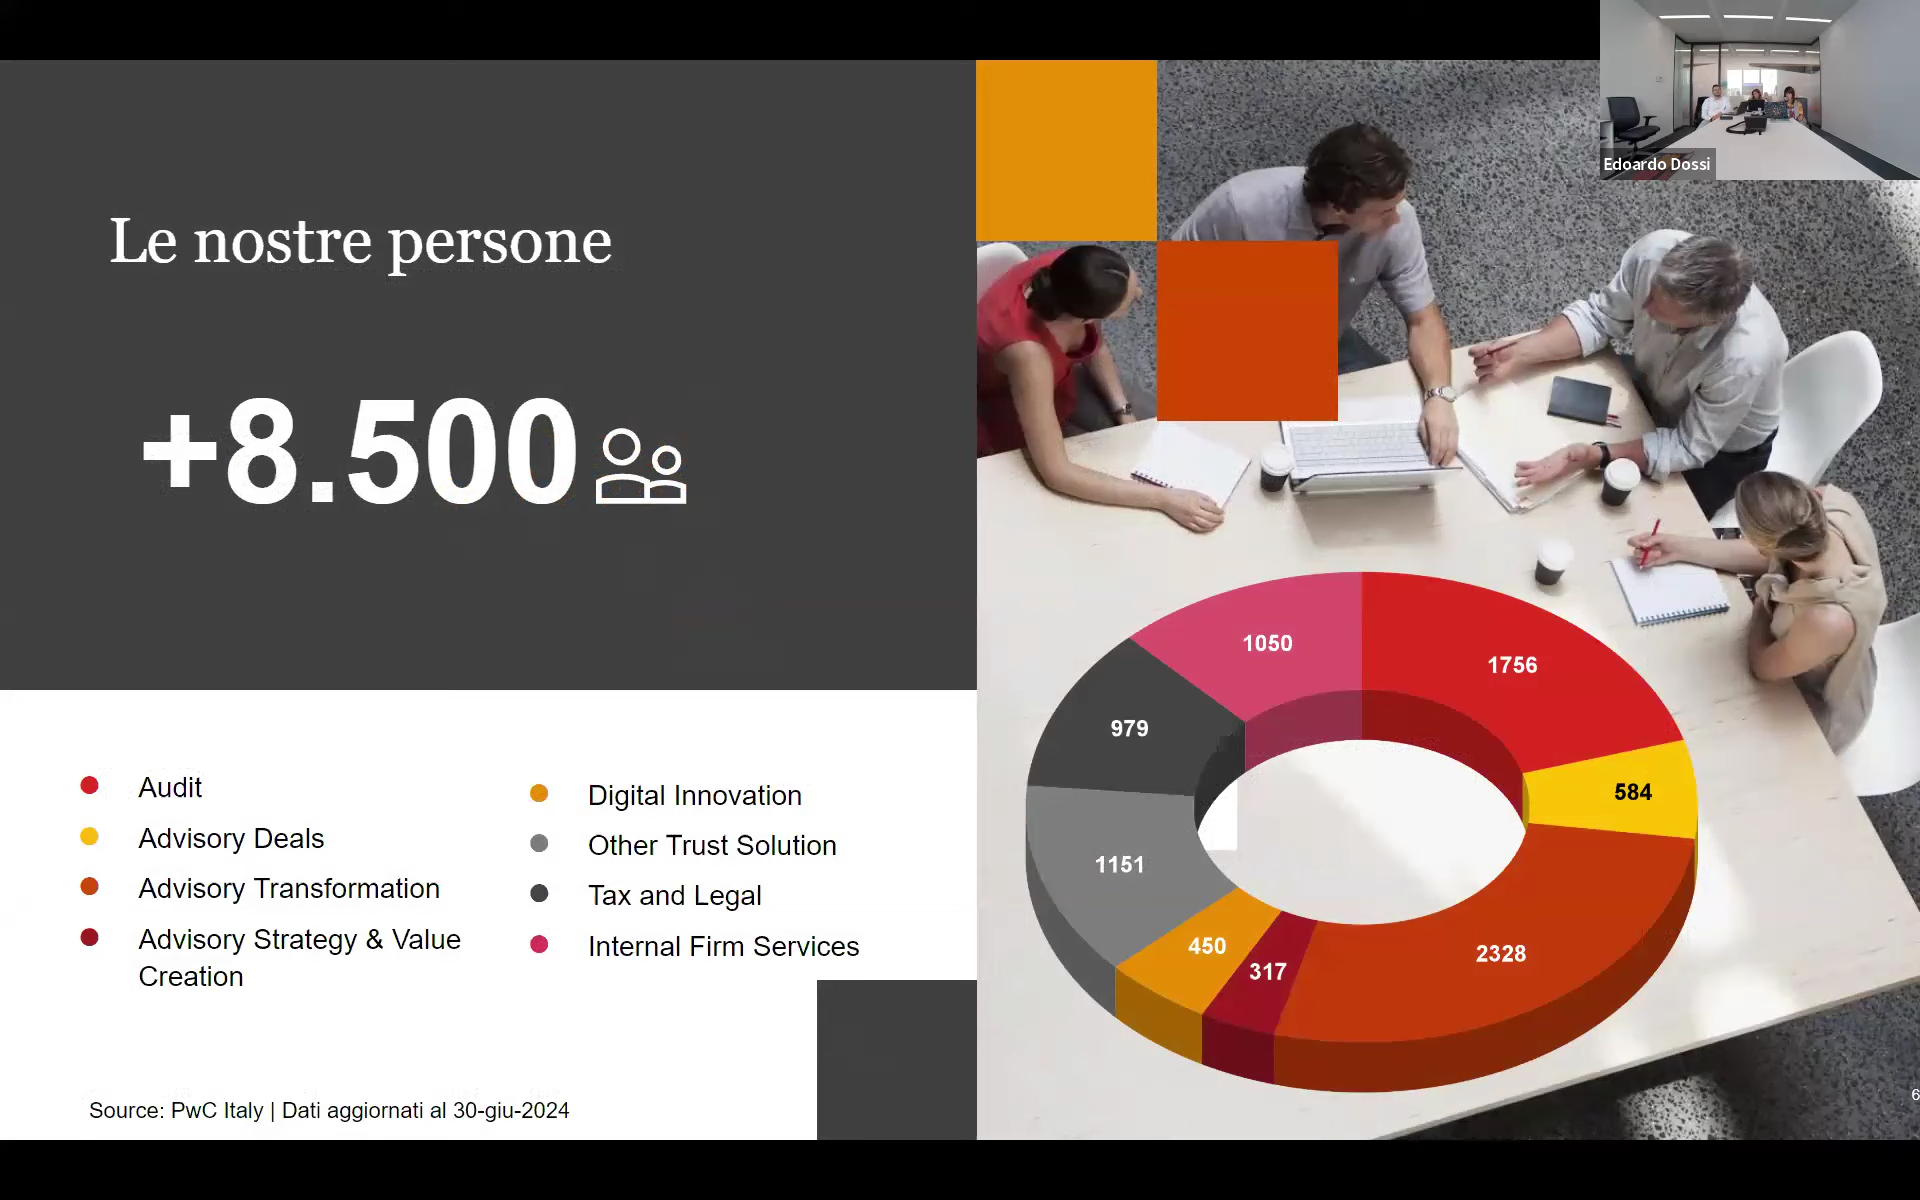 Edoardo Dossi
Le nostre persone
+8.500
Audit
Advisory Deals
Advisory Transformation
Advisory Strategy & Value
Creation
Digital Innovation
Other Trust Solution
Tax and Legal
Internal Firm Services
Source: PwC Italy | Dati aggiornati al 30-giu-2024
1050
1756
979
584
1151
450
317
2328
6